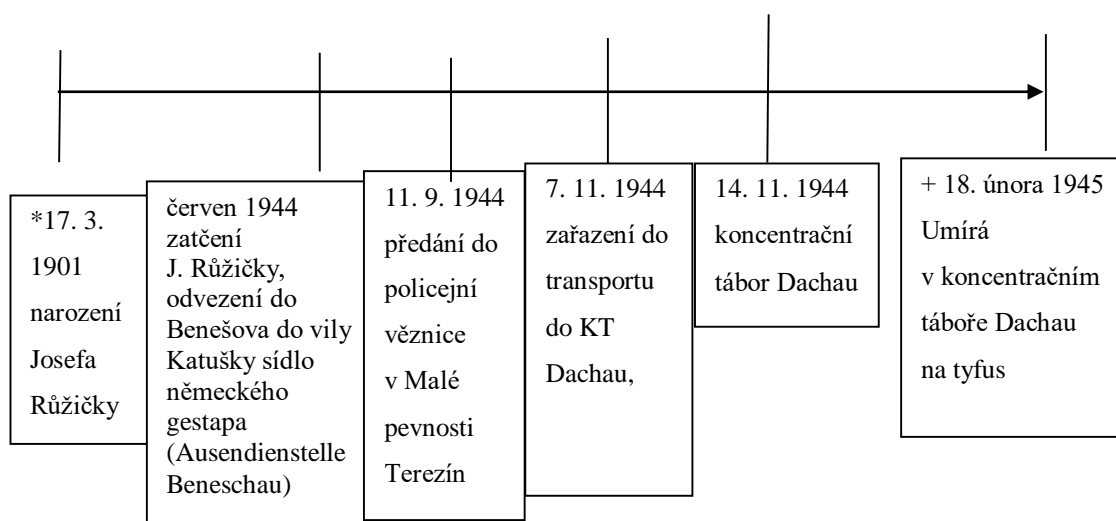 *17. 3.
1901
narození
Josefa
Růžičky
červen 1944
zatčení
J. Růžičky,
odvezení do
Benešova do vily
Katušky sídlo
německého
gestapa
(Ausendienstelle
Beneschau)
11. 9. 1944
předání do
policejní
věznice
v Malé
pevnosti
Terezín
7. 11. 1944
zařazení do
transportu
do KT
Dachau,
14. 11. 1944
koncentrační
tábor Dachau
+ 18. února 1945
Umírá
v koncentračním
táboře Dachau
na tyfus